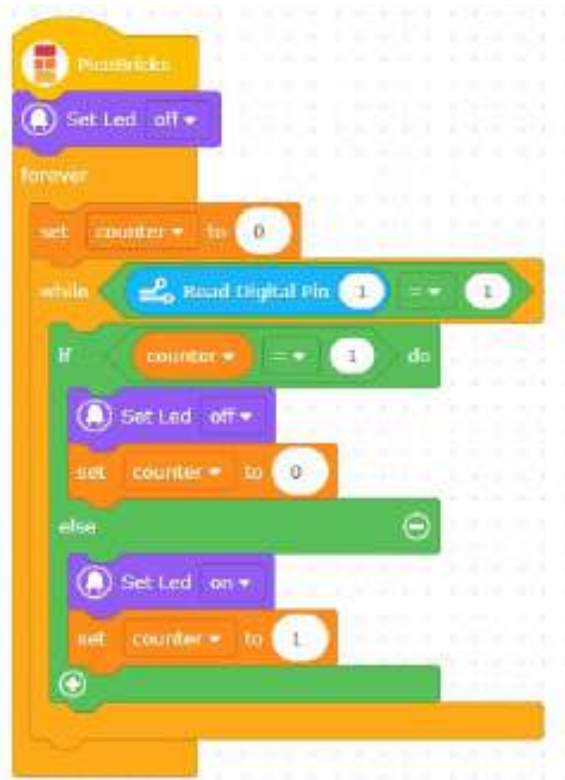 PicoBricks
Set Led off
forever
set counter to 0
while Read Digital Pin 1 = 1
If counter = 1 do
Set Led off
set counter to 0
else
Set Led on
set counter to 1